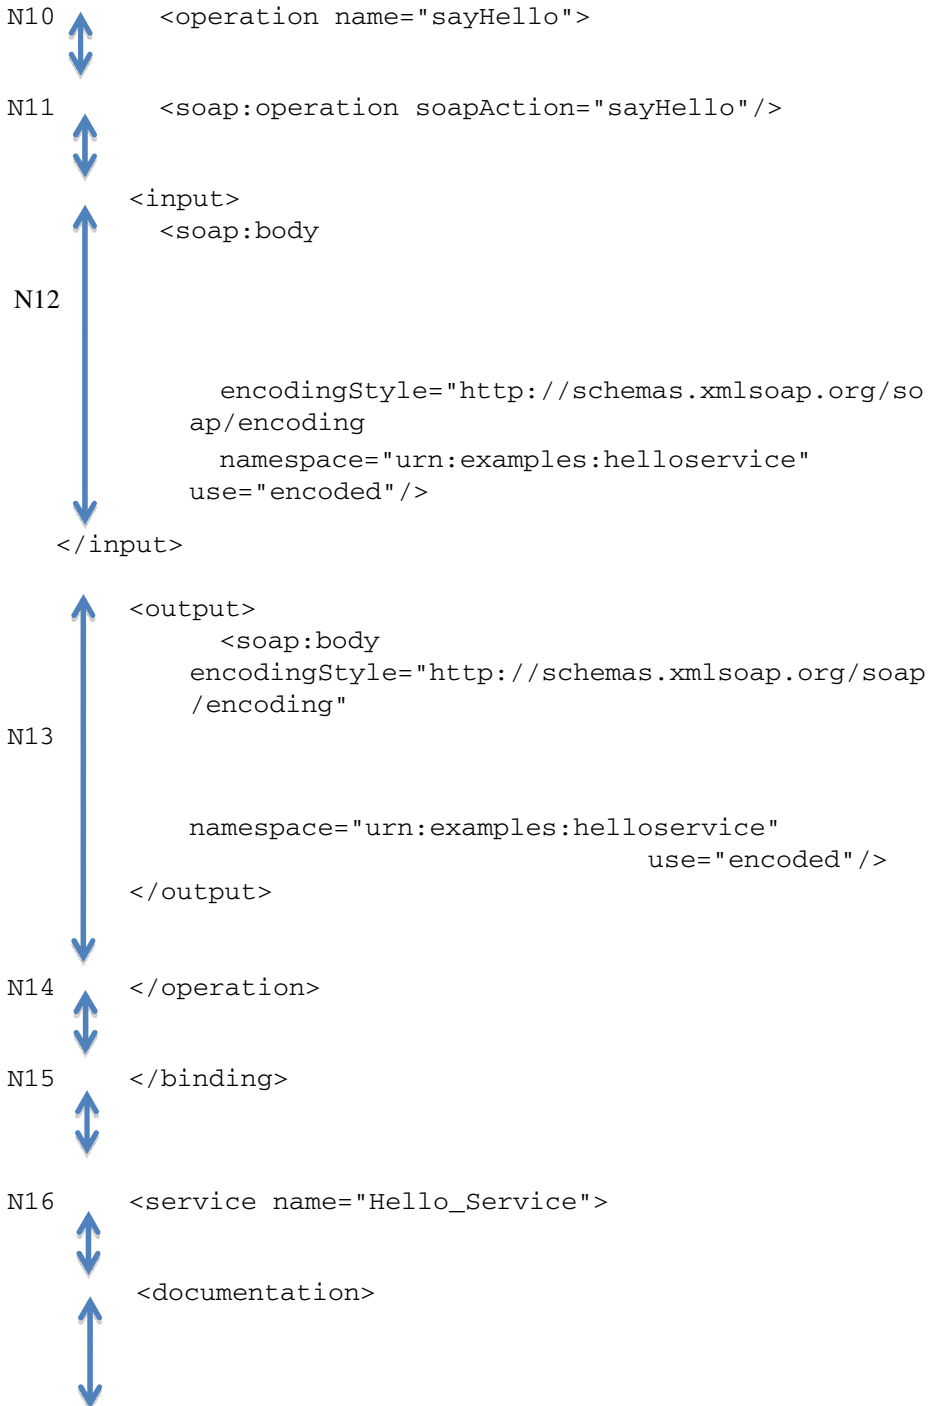 N10 <operation name="sayHello">
N11 <soap:operation soapAction="sayHello"/>
<input>
<soap:body
N12
encodingStyle="http://schemas.xmlsoap.org/so
ap/encoding
namespace="urn:examples:helloservice"
use="encoded"/>
</input>
<output>
<soap:body
encodingStyle="http://schemas.xmlsoap.org/soap
/encoding"
N13
namespace="urn:examples:helloservice"
use="encoded"/>
</output>
N14 </operation>
N15 </binding>
N16 <service name="Hello_Service">
<documentation>